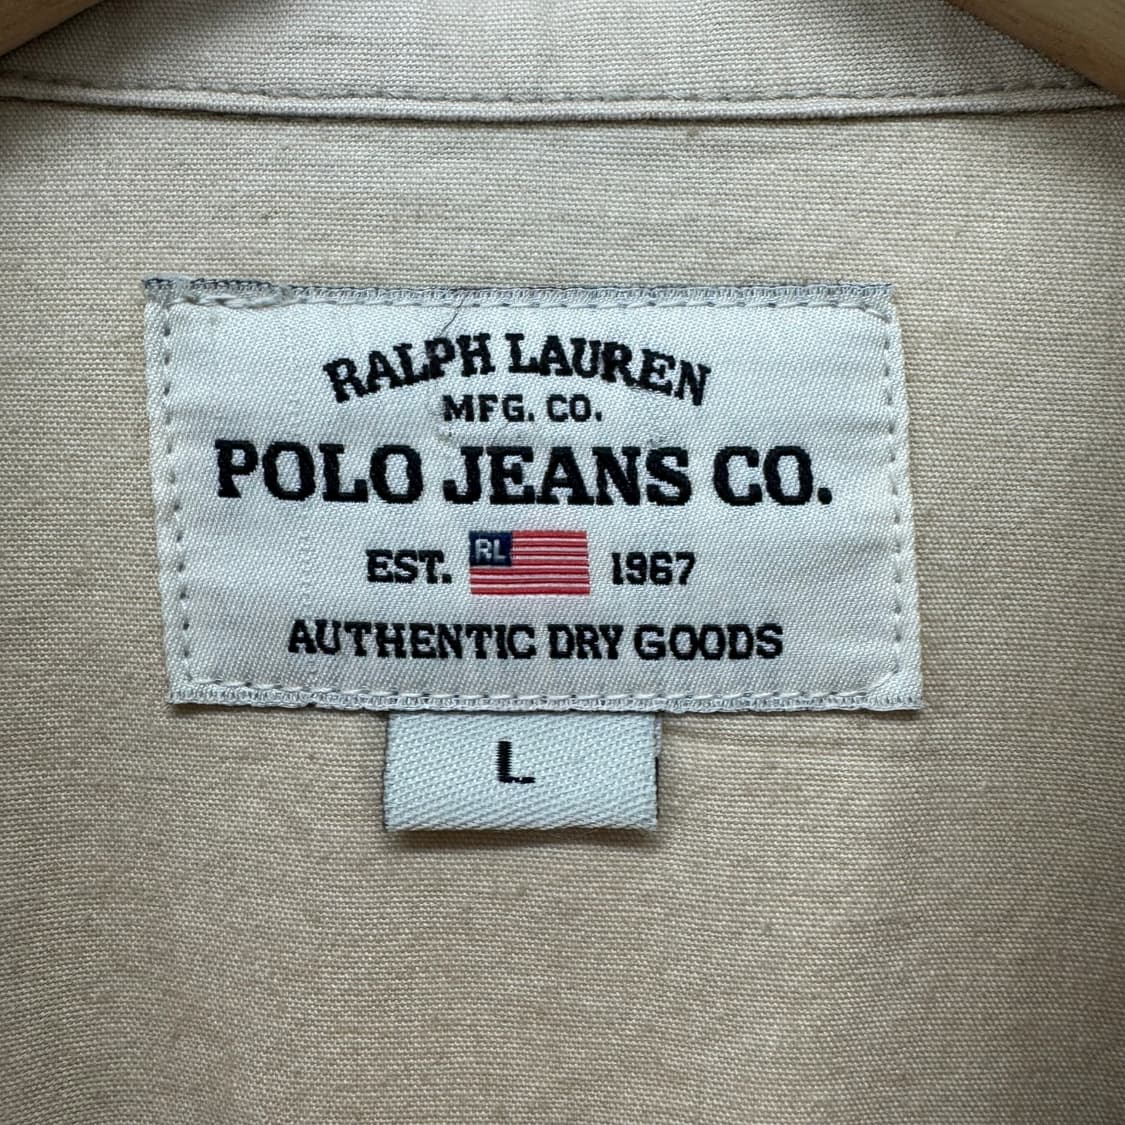 RALPH LAUREN
MFG. CO.
POLO JEANS CO.
EST. RL 1967
AUTHENTIC DRY GOODS
L